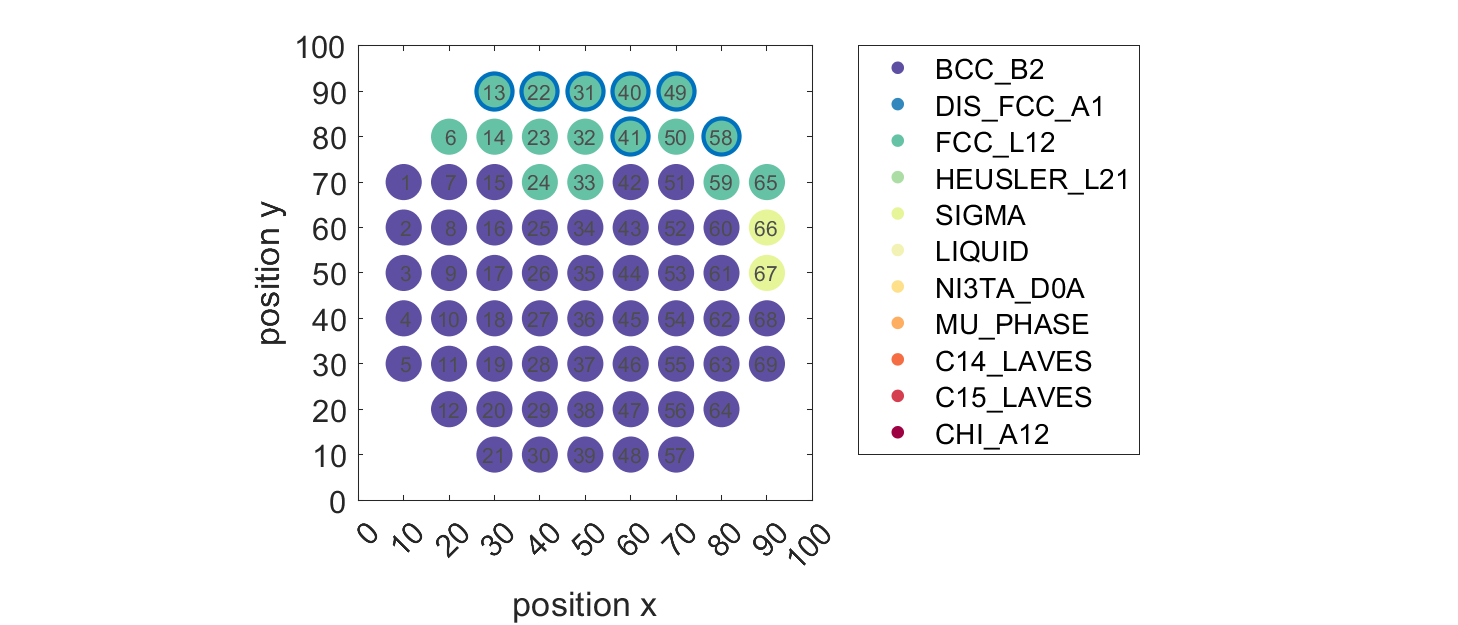 100
90
80
70
60
50
40
30
20
10
0
position y
13 22 31 40 49
6 14 23 32 41 50 58
1 7 15 24 33 42 51 59 65
2 8 16 25 34 43 52 60 66
3 9 17 26 35 44 53 61 67
4 10 18 27 36 45 54 62 68
5 11 19 28 37 46 55 63 69
12 20 29 38 47 56 64
21 30 39 48 57
0 10 20 30 40 50 60 70 80 90 100
position x
BCC_B2
DIS_FCC_A1
FCC_L12
HEUSLER_L21
SIGMA
LIQUID
NI3TA_D0A
MU_PHASE
C14_LAVES
C15_LAVES
CHI_A12